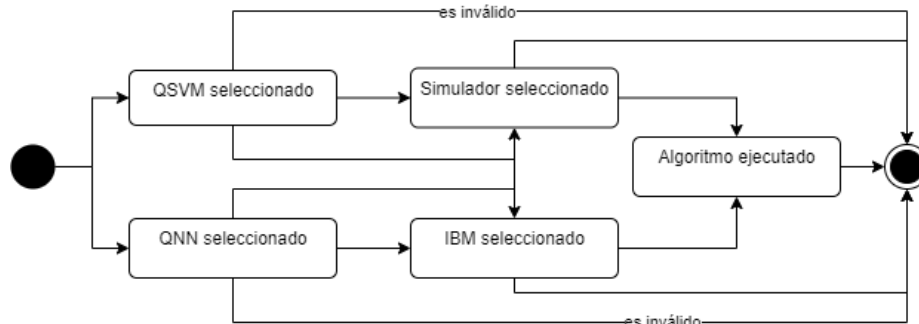 es inválido
QSVM seleccionado
Simulador seleccionado
Algoritmo ejecutado
QNN seleccionado
IBM seleccionado
es inválido